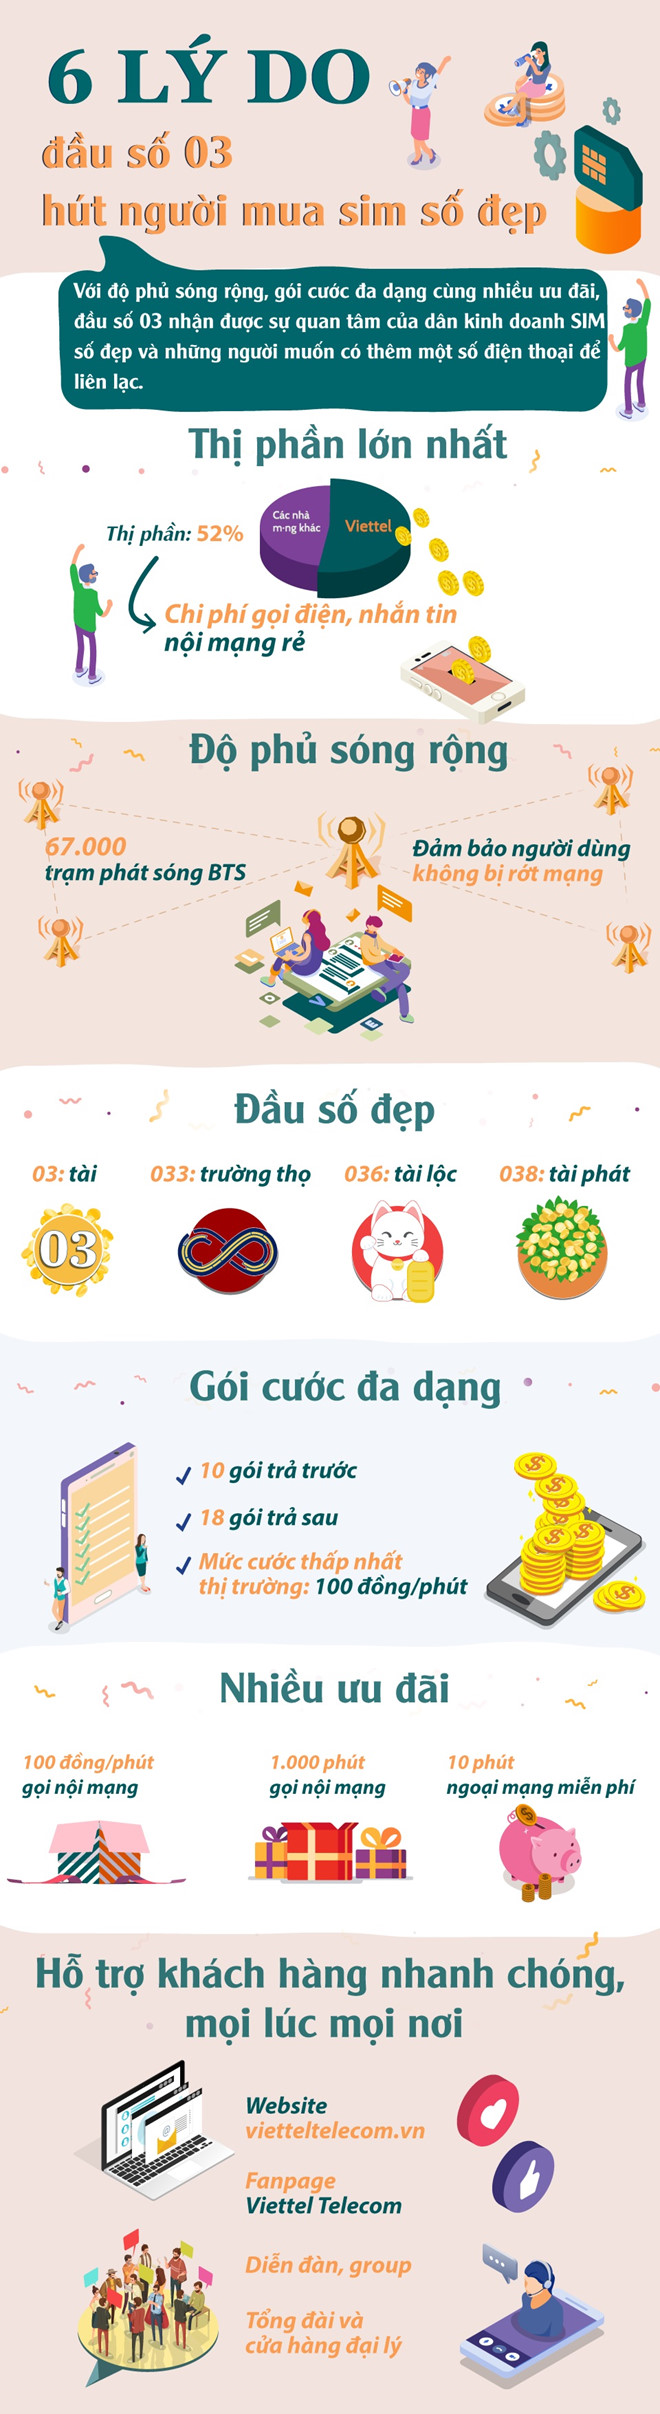 6 LÝ DO
đầu số 03
hút người mua sim số đẹp
Với độ phủ sóng rộng, gói cước đa dạng cùng nhiều ưu đãi,
đầu số 03 nhận được sự quan tâm của dân kinh doanh SIM
số đẹp và những người muốn có thêm một số điện thoại để
liên lạc.
Thị phần lớn nhất
Thị phần: 52%
Các nhà
m·ng khác
Viettel
Chi phí gọi điện, nhắn tin
nội mạng rẻ
Độ phủ sóng rộng
67.000
trạm phát sóng BTS
Đảm bảo người dùng
không bị rớt mạng
Đầu số đẹp
03: tài
033: trường thọ
036: tài lộc
038: tài phát
03
Gói cước đa dạng
10 gói trả trước
18 gói trả sau
Mức cước thấp nhất
thị trường: 100 đồng/phút
Nhiều ưu đãi
100 đồng/phút
gọi nội mạng
1.000 phút
gọi nội mạng
10 phút
ngoại mạng miễn phí
Hỗ trợ khách hàng nhanh chóng,
mọi lúc mọi nơi
Website
vietteltelecom.vn
Fanpage
Viettel Telecom
Diễn đàn, group
Tổng đài và
cửa hàng đại lý